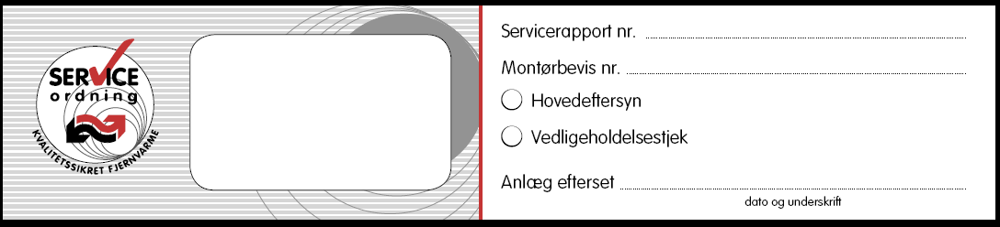 SERVICE
ordning
KVALITETSSIKRET FJERNVARME
Servicerapport nr.
Montørbevis nr.
Hovedeftersyn
Vedligeholdelsestjek
Anlæg efterset
dato og underskrift